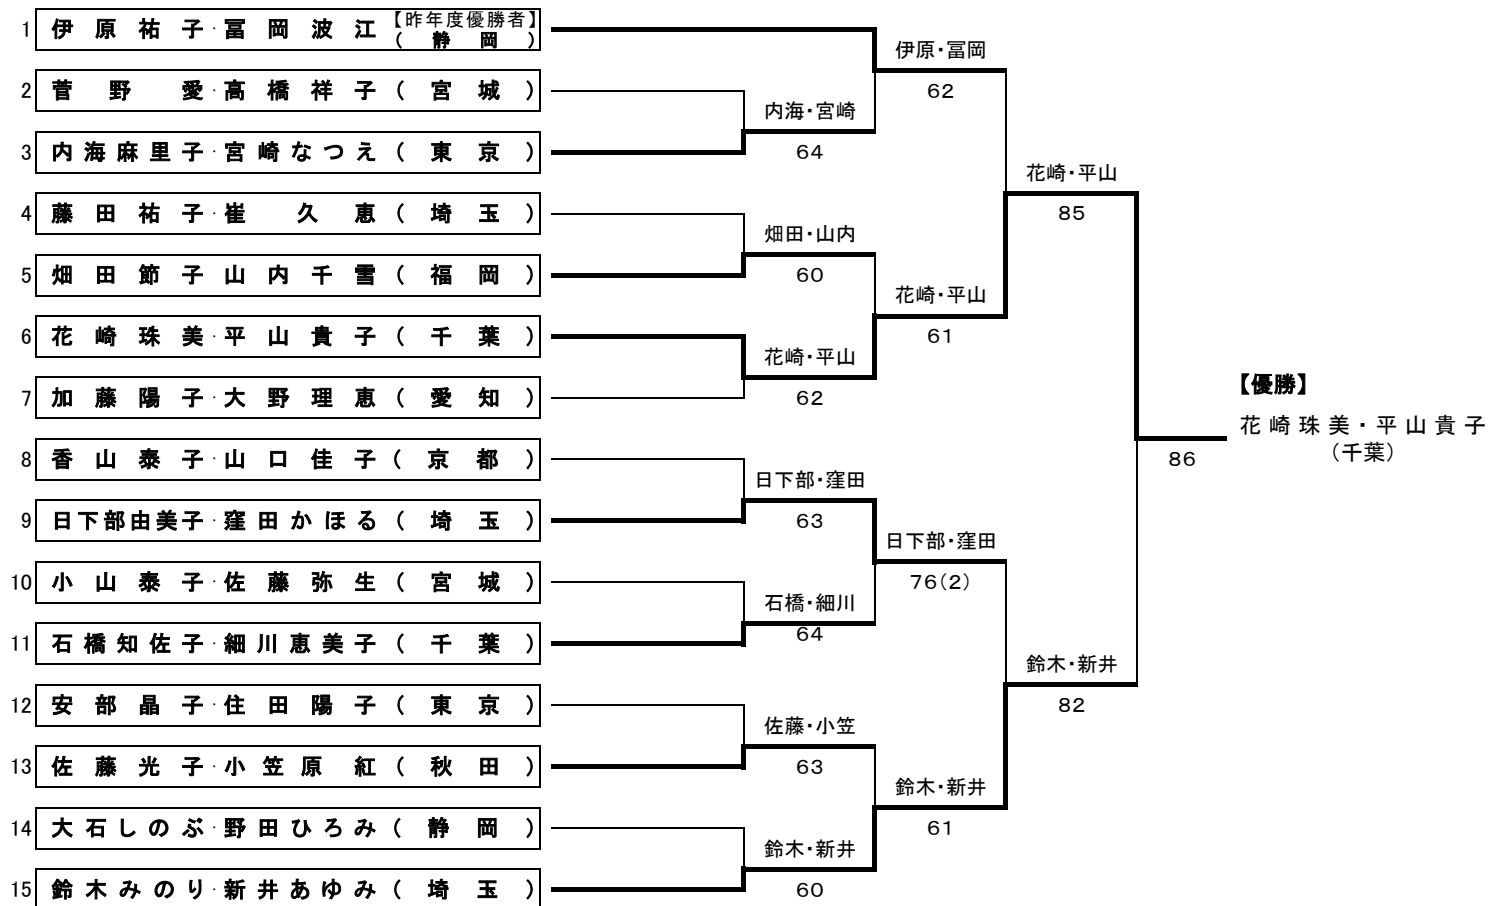 1 伊原祐子・冨岡波江 【昨年度優勝者】(静岡)
2 菅野愛・高橋祥子(宮城)
3 内海麻里子・宮崎なつえ(東京)
4 藤田祐子・崔久恵(埼玉)
5 畑田節子山内千雪(福岡)
6 花崎珠美・平山貴子(千葉)
7 加藤陽子・大野理恵(愛知)
8 香山泰子・山口佳子(京都)
9 日下部由美子・窪田かほる(埼玉)
10 小山泰子・佐藤弥生(宮城)
11 石橋知佐子・細川恵美子(千葉)
12 安部晶子・住田陽子(東京)
13 佐藤光子・小笠原紅(秋田)
14 大石しのぶ・野田ひろみ(静岡)
15 鈴木みのり・新井あゆみ(埼玉)
内海・宮崎
64
畑田・山内
60
花崎・平山
62
日下部・窪田
63
石橋・細川
64
佐藤・小笠
63
鈴木・新井
60
伊原・冨岡
62
花崎・平山
61
日下部・窪田
76(2)
鈴木・新井
61
花崎・平山
85
鈴木・新井
82
86
【優勝】
花崎珠美・平山貴子
(千葉)